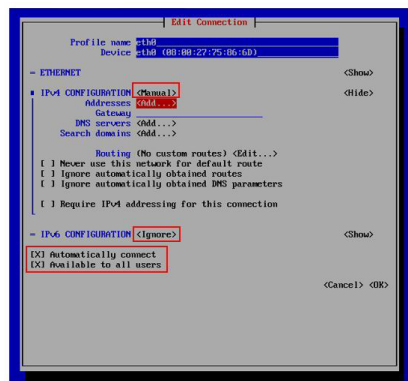 Edit Connection
Profile name eth0
Device eth0 (08:00:27:75:86:6D)
= ETHERNET <Show>
IPv4 CONFIGURATION <Manual> <Hide>
Addresses <Add...>
Gateway
DNS servers <Add...>
Search domains <Add...>
Routing (No custom routes) <Edit...>
[ ] Never use this network for default route
[ ] Ignore automatically obtained routes
[ ] Ignore automatically obtained DNS parameters
[ ] Require IPv4 addressing for this connection
= IPv6 CONFIGURATION <Ignore> <Show>
[X] Automatically connect
[X] Available to all users
<Cancel> <OK>